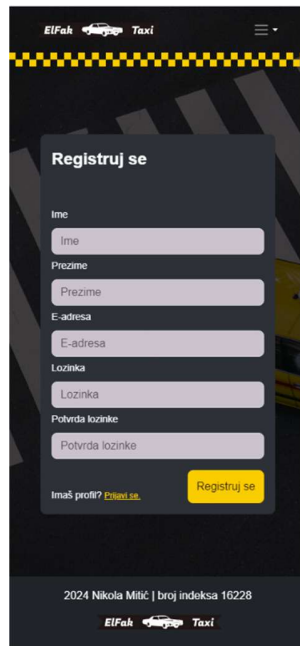 ElFak Taxi
Registruj se
Ime
Ime
Prezime
Prezime
E-adresa
E-adresa
Lozinka
Lozinka
Potvrda lozinke
Potvrda lozinke
Imaš profil? Prijavi se.
Registruj se
2024 Nikola Mitić | broj indeksa 16228
ElFak Taxi